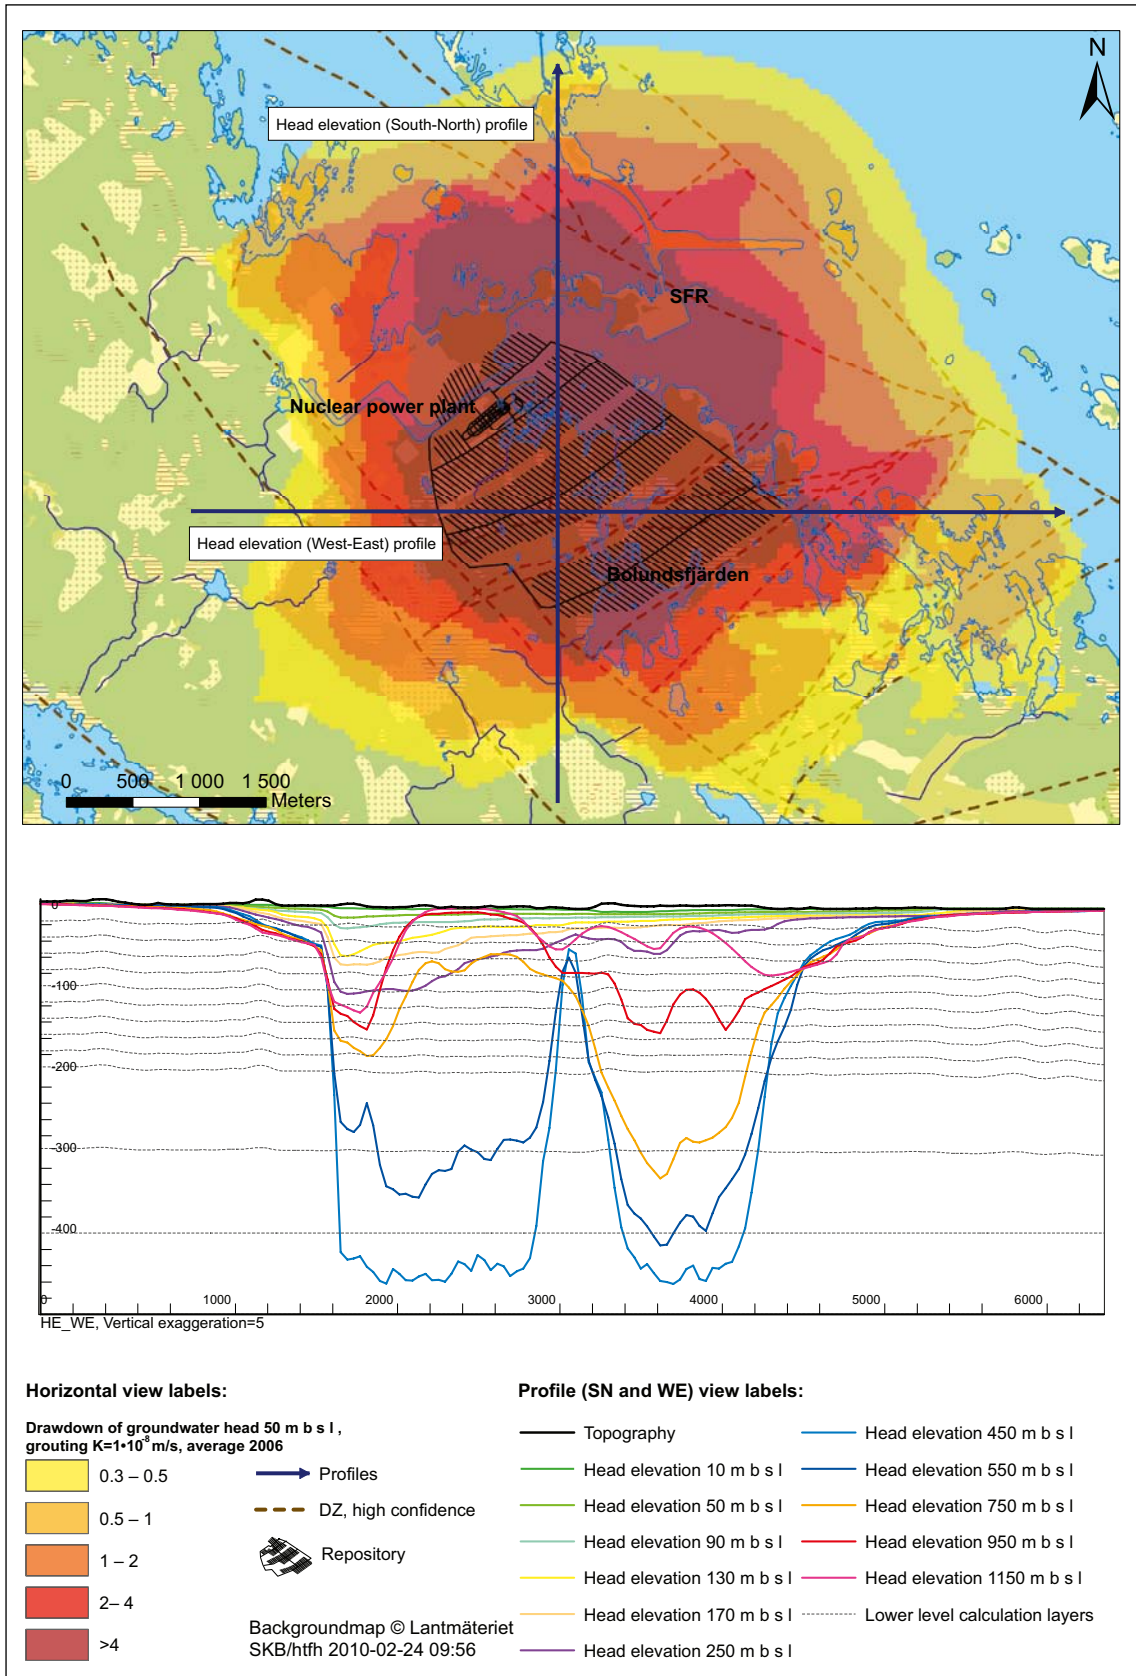 N
Head elevation (South-North) profile
SFR
Nuclear power plant
Head elevation (West-East) profile
Bolundsfjärden
0 500 1 000 1 500
Meters
0
-100
-200
-300
-400
0 1000 2000 3000 4000 5000 6000
HE_WE, Vertical exaggeration=5
Horizontal view labels:
Drawdown of groundwater head 50 m b s l ,
grouting K=1•10-8 m/s, average 2006
0.3 – 0.5
0.5 – 1
1 – 2
2– 4
>4
Profiles
DZ, high confidence
Repository
Backgroundmap © Lantmäteriet
SKB/htfh 2010-02-24 09:56
Profile (SN and WE) view labels:
Topography
Head elevation 10 m b s l
Head elevation 50 m b s l
Head elevation 90 m b s l
Head elevation 130 m b s l
Head elevation 170 m b s l
Head elevation 250 m b s l
Head elevation 450 m b s l
Head elevation 550 m b s l
Head elevation 750 m b s l
Head elevation 950 m b s l
Head elevation 1150 m b s l
Lower level calculation layers